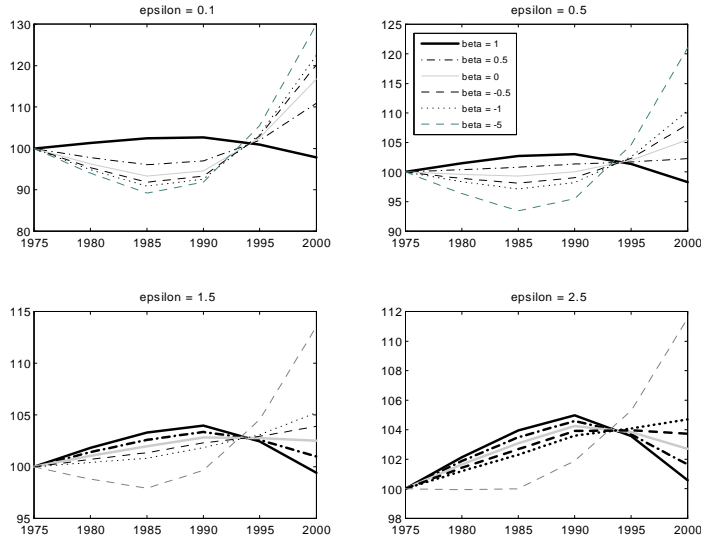 epsilon = 0.1
130
120
110
100
90
80
1975 1980 1985 1990 1995 2000
epsilon = 0.5
125
120
115
110
105
100
95
90
1975 1980 1985 1990 1995 2000
beta = 1
beta = 0.5
beta = 0
beta = -0.5
beta = -1
beta = -5
epsilon = 1.5
115
110
105
100
95
1975 1980 1985 1990 1995 2000
epsilon = 2.5
112
110
108
106
104
102
100
98
1975 1980 1985 1990 1995 2000